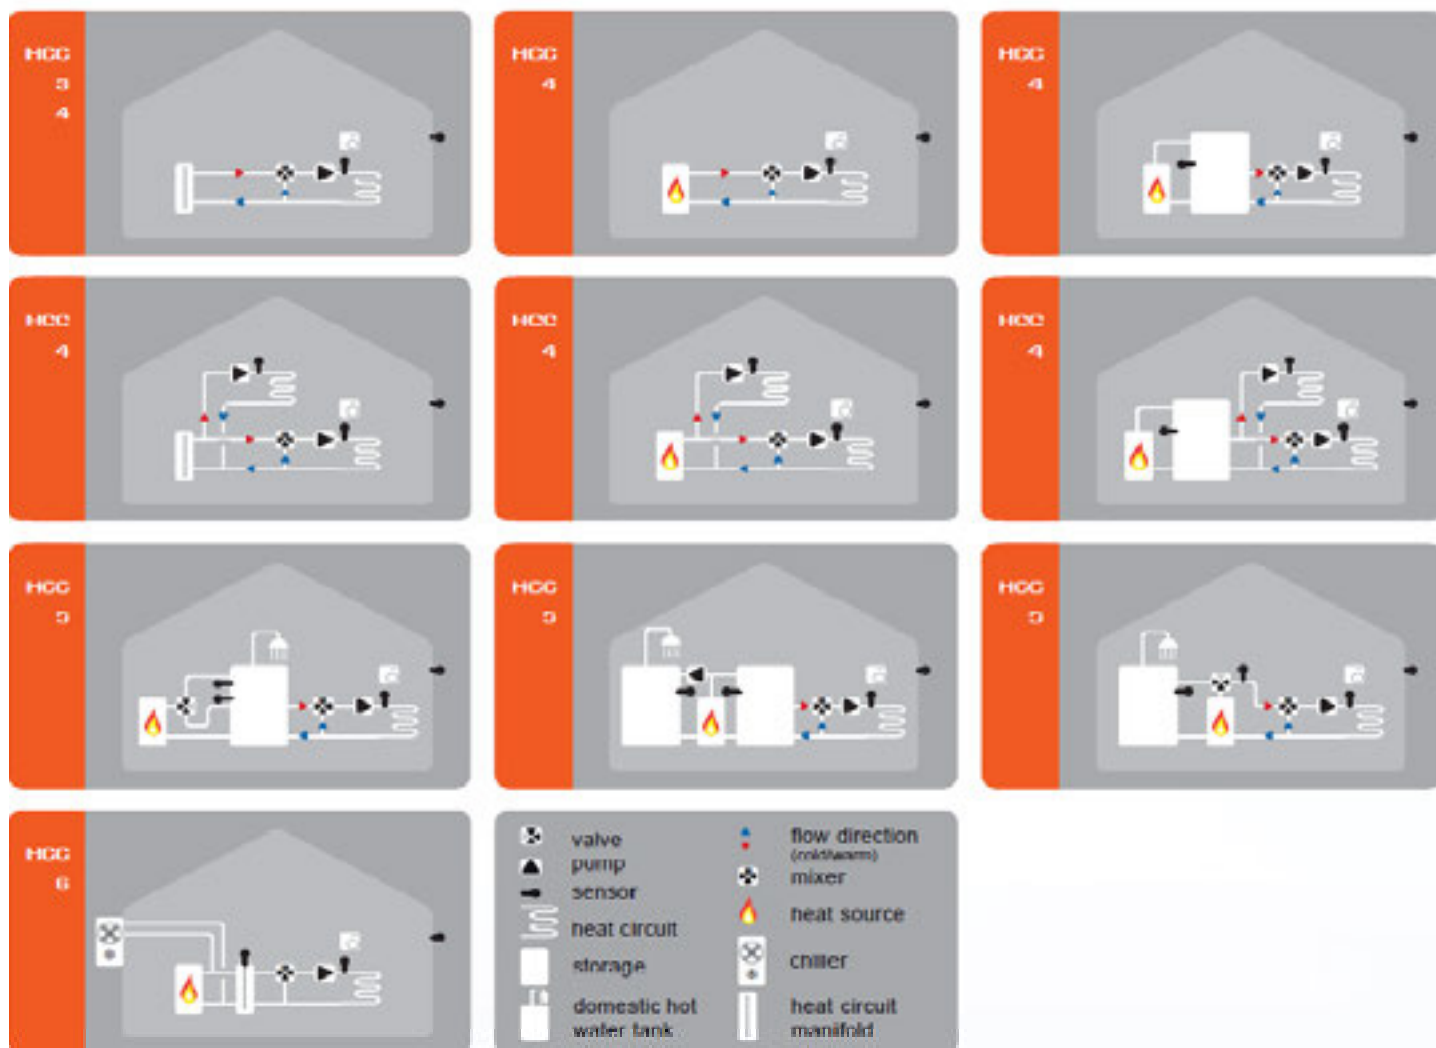 HCC
3
4
HCC
4
HCC
4
HCC
4
HCC
4
HCC
4
HCC
5
HCC
5
HCC
5
HCC
6
valve
pump
sensor
heat circuit
storage
domestic hot
water tank
flow direction
(cold/warm)
mixer
heat source
chiller
heat circuit
manifold